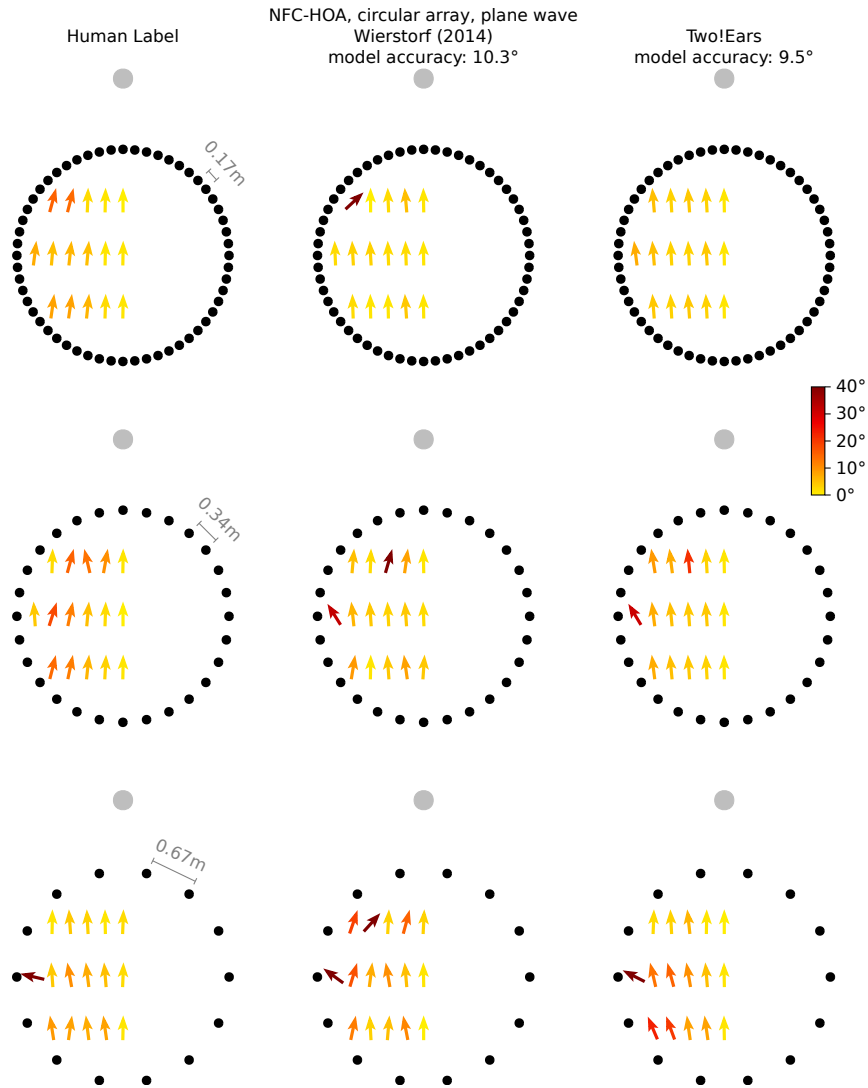 NFC-HOA, circular array, plane wave
Human Label
Wierstorf (2014)
model accuracy: 10.3°
Two!Ears
model accuracy: 9.5°
0.17m
40°
30°
20°
10°
0°
0.34m
0.67m